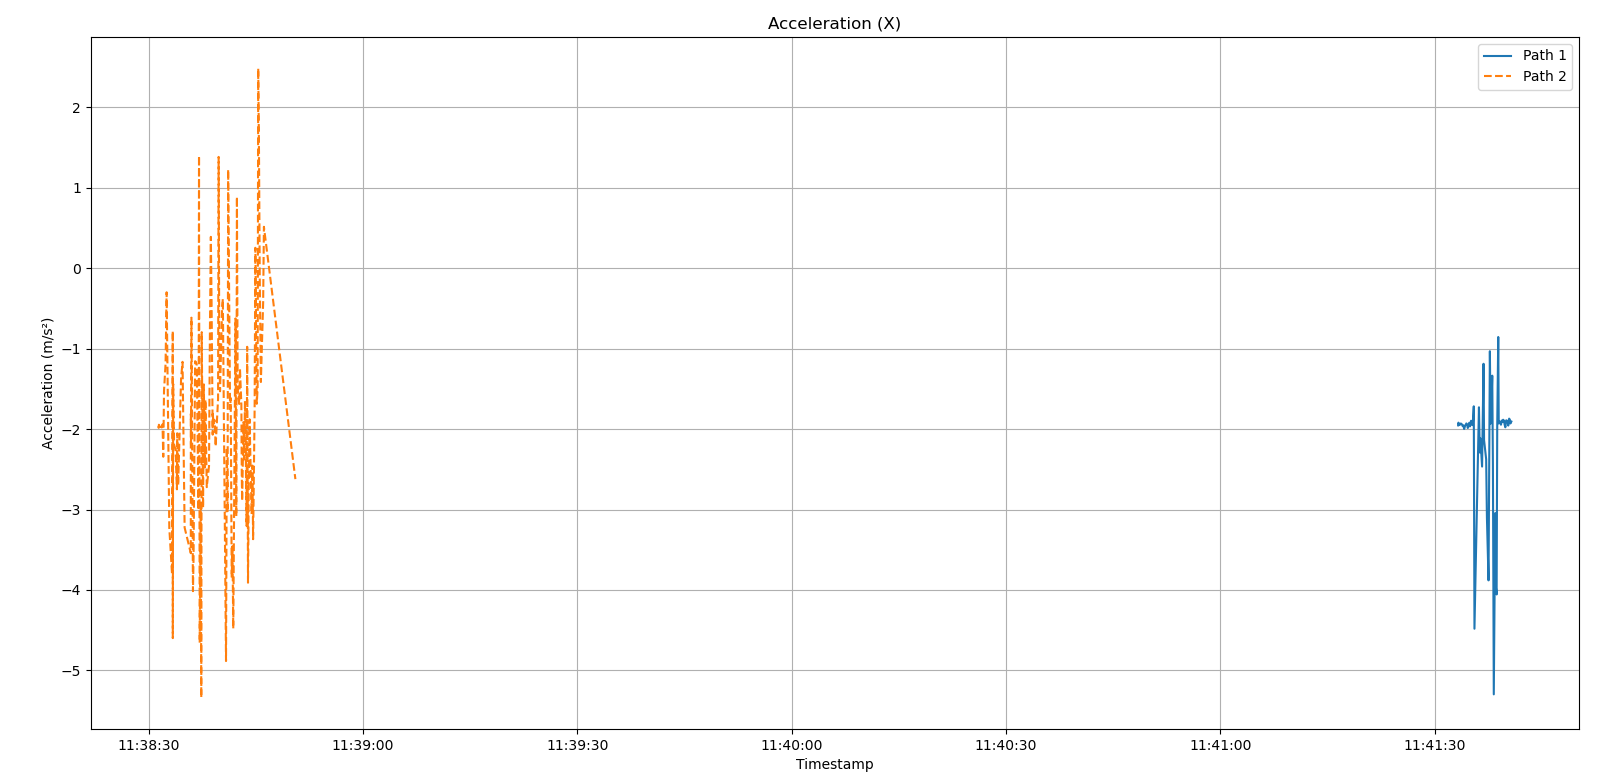 Acceleration (X)
Path 1
Path 2
Acceleration (m/s²)
2
1
0
−1
−2
−3
−4
−5
11:38:30 11:39:00 11:39:30 11:40:00 11:40:30 11:41:00 11:41:30
Timestamp